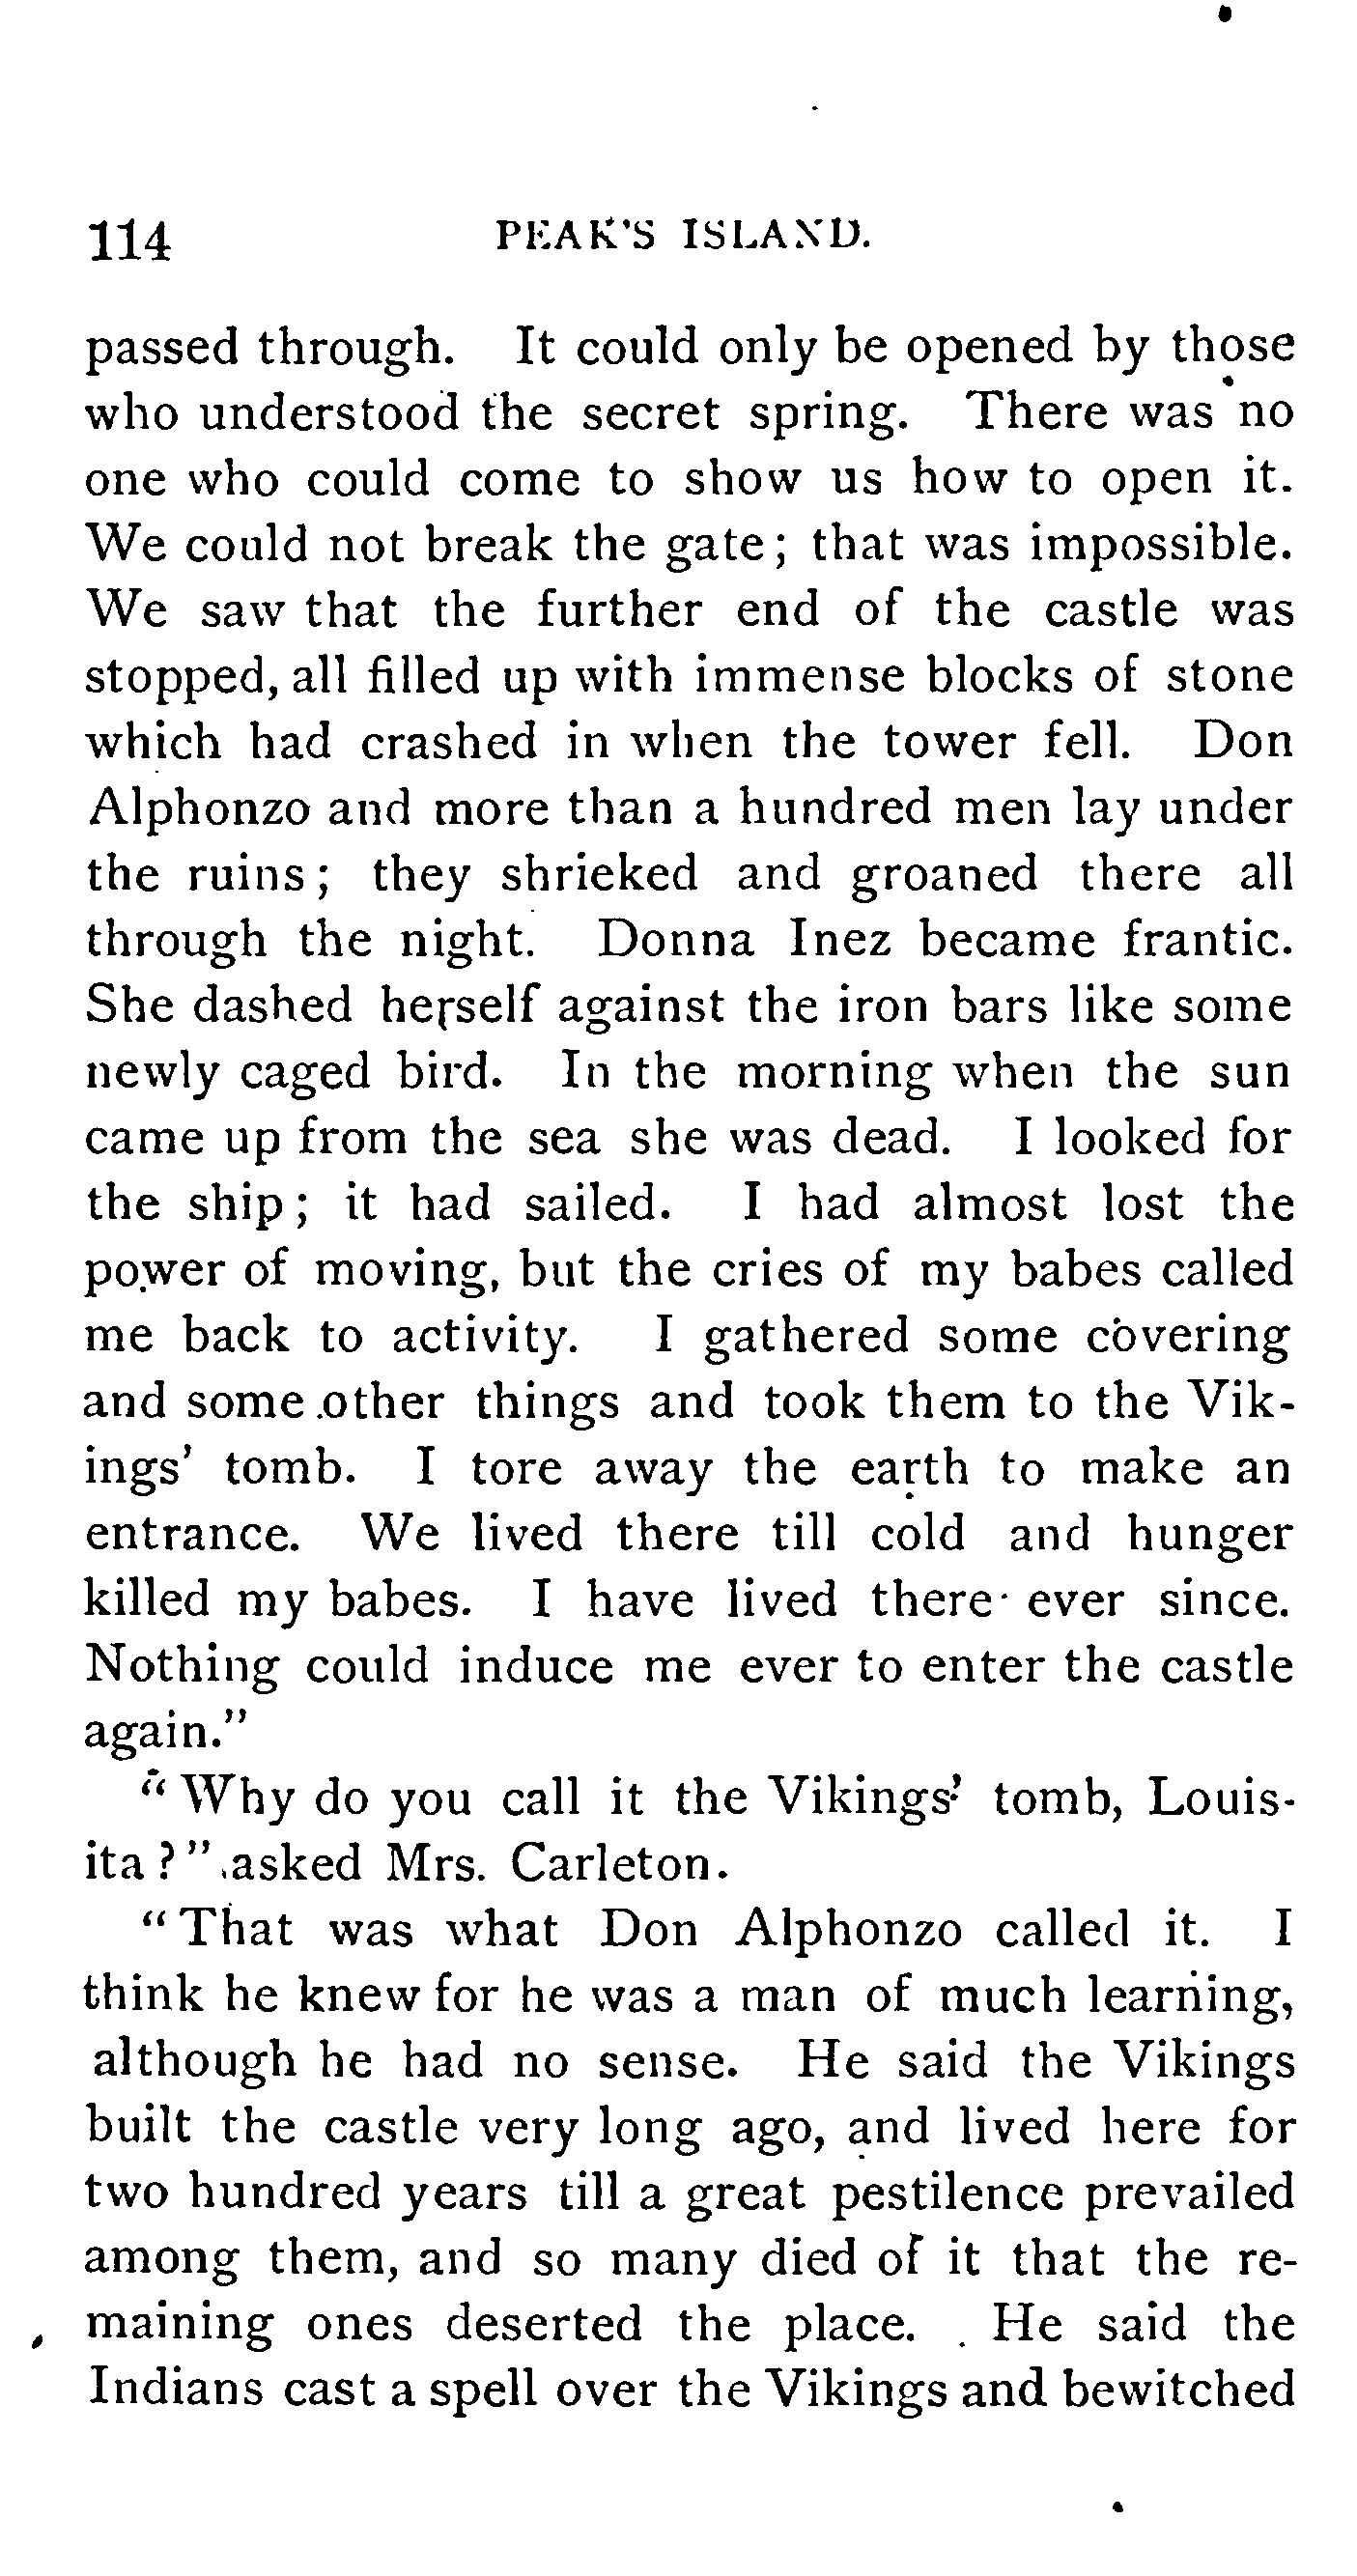 114 PEAK'S ISLAND.
passed through. It could only be opened by those
who understood the secret spring. There was no
one who could come to show us how to open it.
We could not break the gate; that was impossible.
We saw that the further end of the castle was
stopped, all filled up with immense blocks of stone
which had crashed in when the tower fell. Don
Alphonzo and more than a hundred men lay under
the ruins; they shrieked and groaned there all
through the night. Donna Inez became frantic.
She dashed herself against the iron bars like some
newly caged bird. In the morning when the sun
came up from the sea she was dead. I looked for
the ship; it had sailed. I had almost lost the
power of moving, but the cries of my babes called
me back to activity. I gathered some covering
and some other things and took them to the Vik-
ings' tomb. I tore away the earth to make an
entrance. We lived there till cold and hunger
killed my babes. I have lived there ever since.
Nothing could induce me ever to enter the castle
again."
"Why do you call it the Vikings' tomb, Louis-
ita?" asked Mrs. Carleton.
"That was what Don Alphonzo called it. I
think he knew for he was a man of much learning,
although he had no sense. He said the Vikings
built the castle very long ago, and lived here for
two hundred years till a great pestilence prevailed
among them, and so many died of it that the re-
maining ones deserted the place. He said the
Indians cast a spell over the Vikings and bewitched